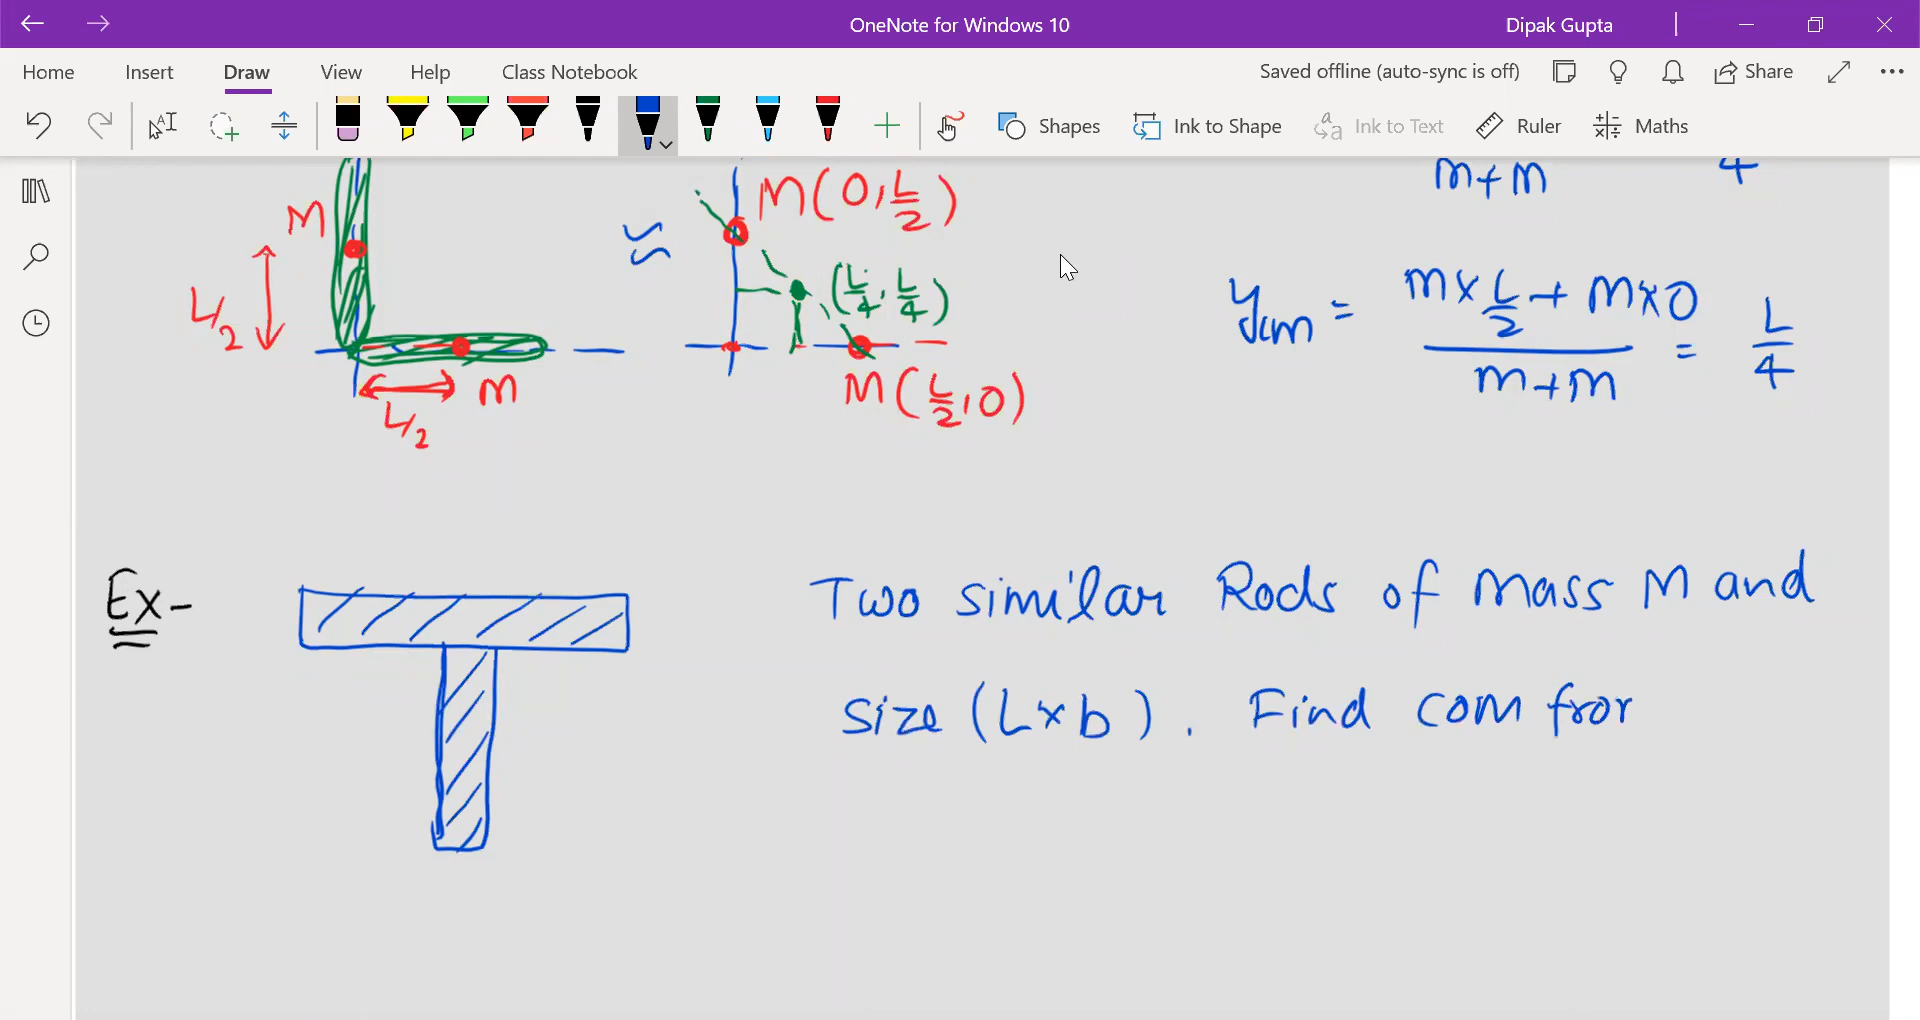 OneNote for Windows 10
Dipak Gupta
Home Insert Draw View Help Class Notebook
Saved offline (auto-sync is off) Share
Shapes Ink to Shape Ink to Text Ruler Maths
m+m 4
M
L/2
L/2 m
≈
M(0, L/2)
(L/4, L/4)
M(L/2, 0)
ycm = (m×L/2 + m×0)/(m+m) = L/4
Ex-
Two similar Rods of mass M and
size (L×b). Find com fror